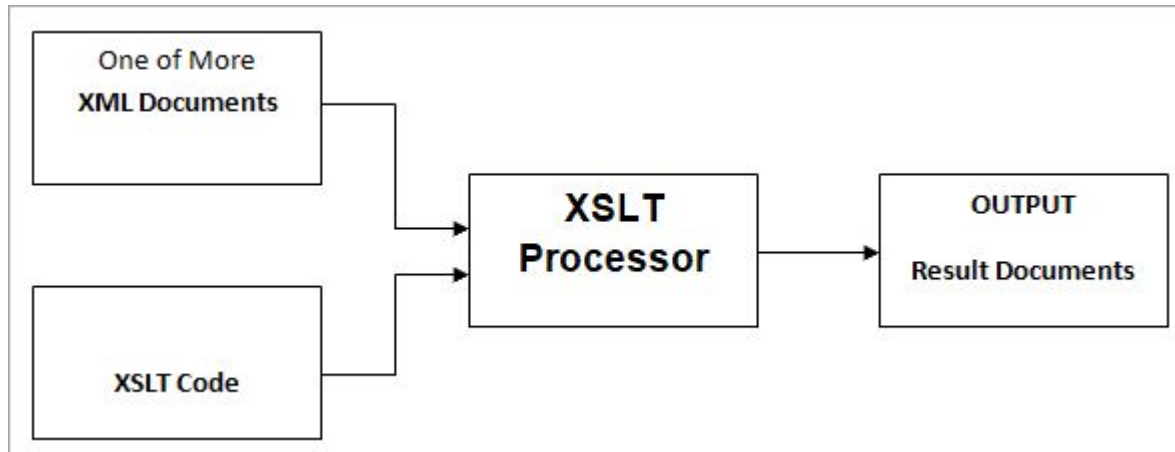 One of More
XML Documents
XSLT Code
XSLT
Processor
OUTPUT
Result Documents